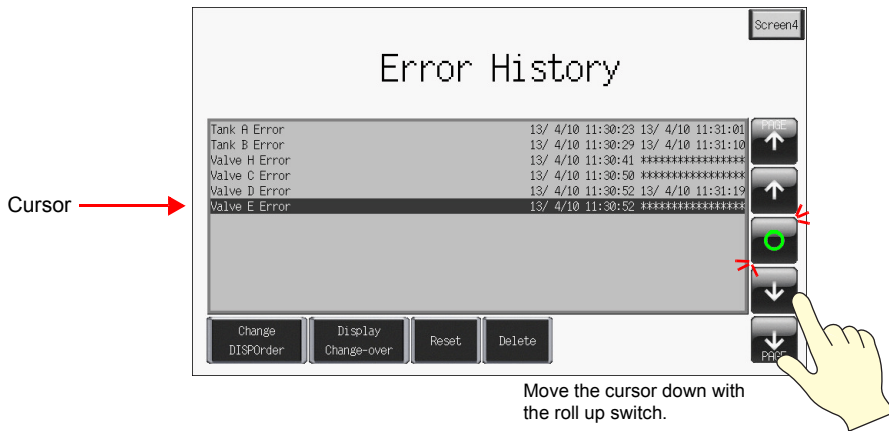 Screen4
Error History
Tank A Error 13/ 4/10 11:30:23 13/ 4/10 11:31:01
Tank B Error 13/ 4/10 11:30:29 13/ 4/10 11:31:10
Valve H Error 13/ 4/10 11:30:41 *****************
Valve C Error 13/ 4/10 11:30:50 *****************
Valve D Error 13/ 4/10 11:30:52 13/ 4/10 11:31:19
Valve E Error 13/ 4/10 11:30:52 *****************
PAGE
Cursor
Change
DISPOrder
Display
Change-over
Reset
Delete
PAGE
Move the cursor down with
the roll up switch.